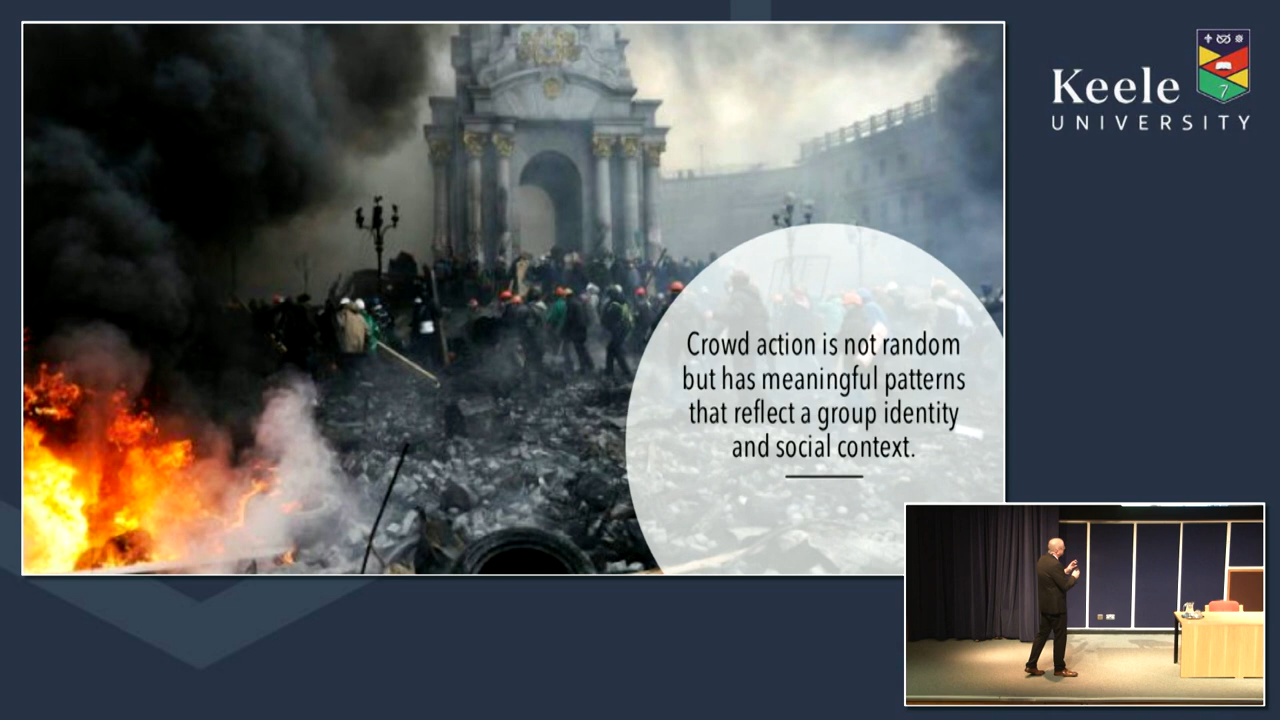 Crowd action is not random
but has meaningful patterns
that reflect a group identity
and social context.
Keele
UNIVERSITY